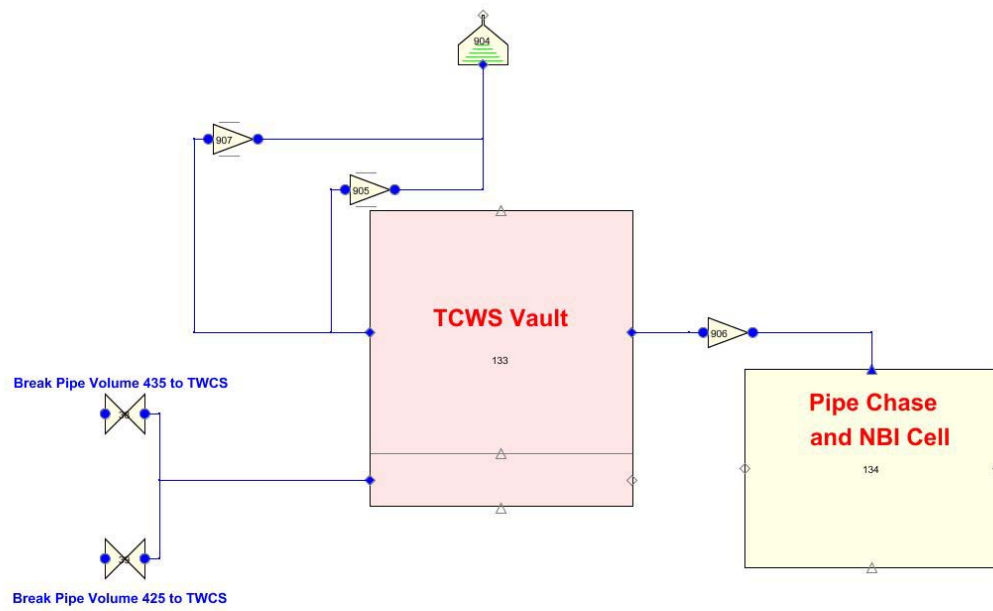 904
907
905
TCWS Vault
133
906
Break Pipe Volume 435 to TWCS
Pipe Chase
and NBI Cell
134
39
Break Pipe Volume 425 to TWCS